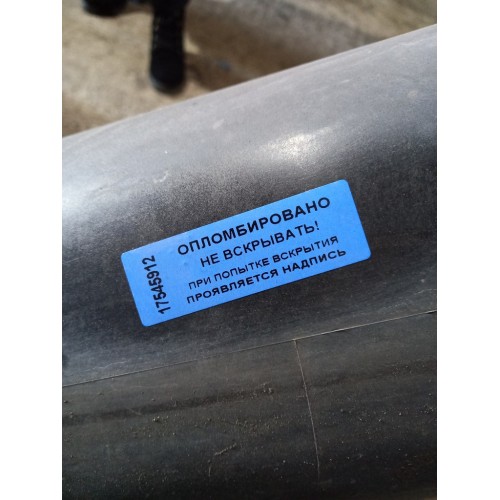 ОПЛОМБИРОВАНО
НЕ ВСКРЫВАТЬ!
ПРИ ПОПЫТКЕ ВСКРЫТИЯ
ПРОЯВЛЯЕТСЯ НАДПИСЬ
17545912